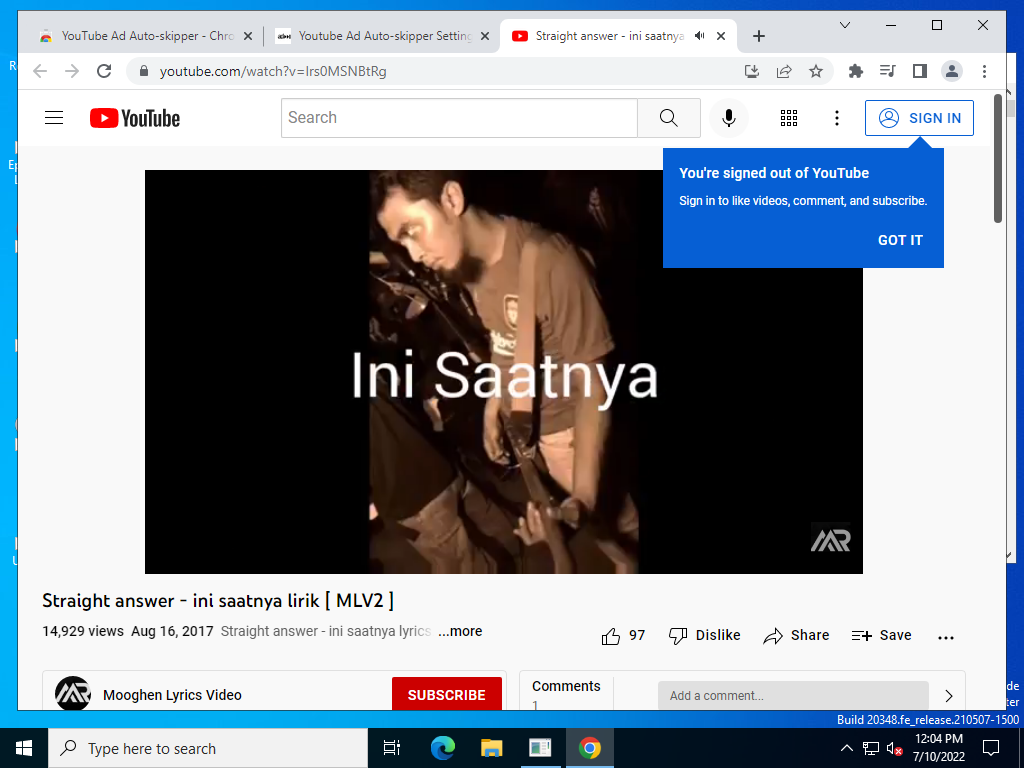 YouTube Ad Auto-skipper - Chro
Youtube Ad Auto-skipper Setting
Straight answer - ini saatnya
youtube.com/watch?v=Irs0MSNBtRg
YouTube
Search
SIGN IN
You're signed out of YouTube
Sign in to like videos, comment, and subscribe.
GOT IT
Ini Saatnya
MR
Straight answer - ini saatnya lirik [ MLV2 ]
14,929 views Aug 16, 2017 Straight answer - ini saatnya lyrics ...more
97 Dislike Share Save
Mooghen Lyrics Video
SUBSCRIBE
Comments
1
Add a comment...
Build 20348.fe_release.210507-1500
Type here to search
12:04 PM
7/10/2022